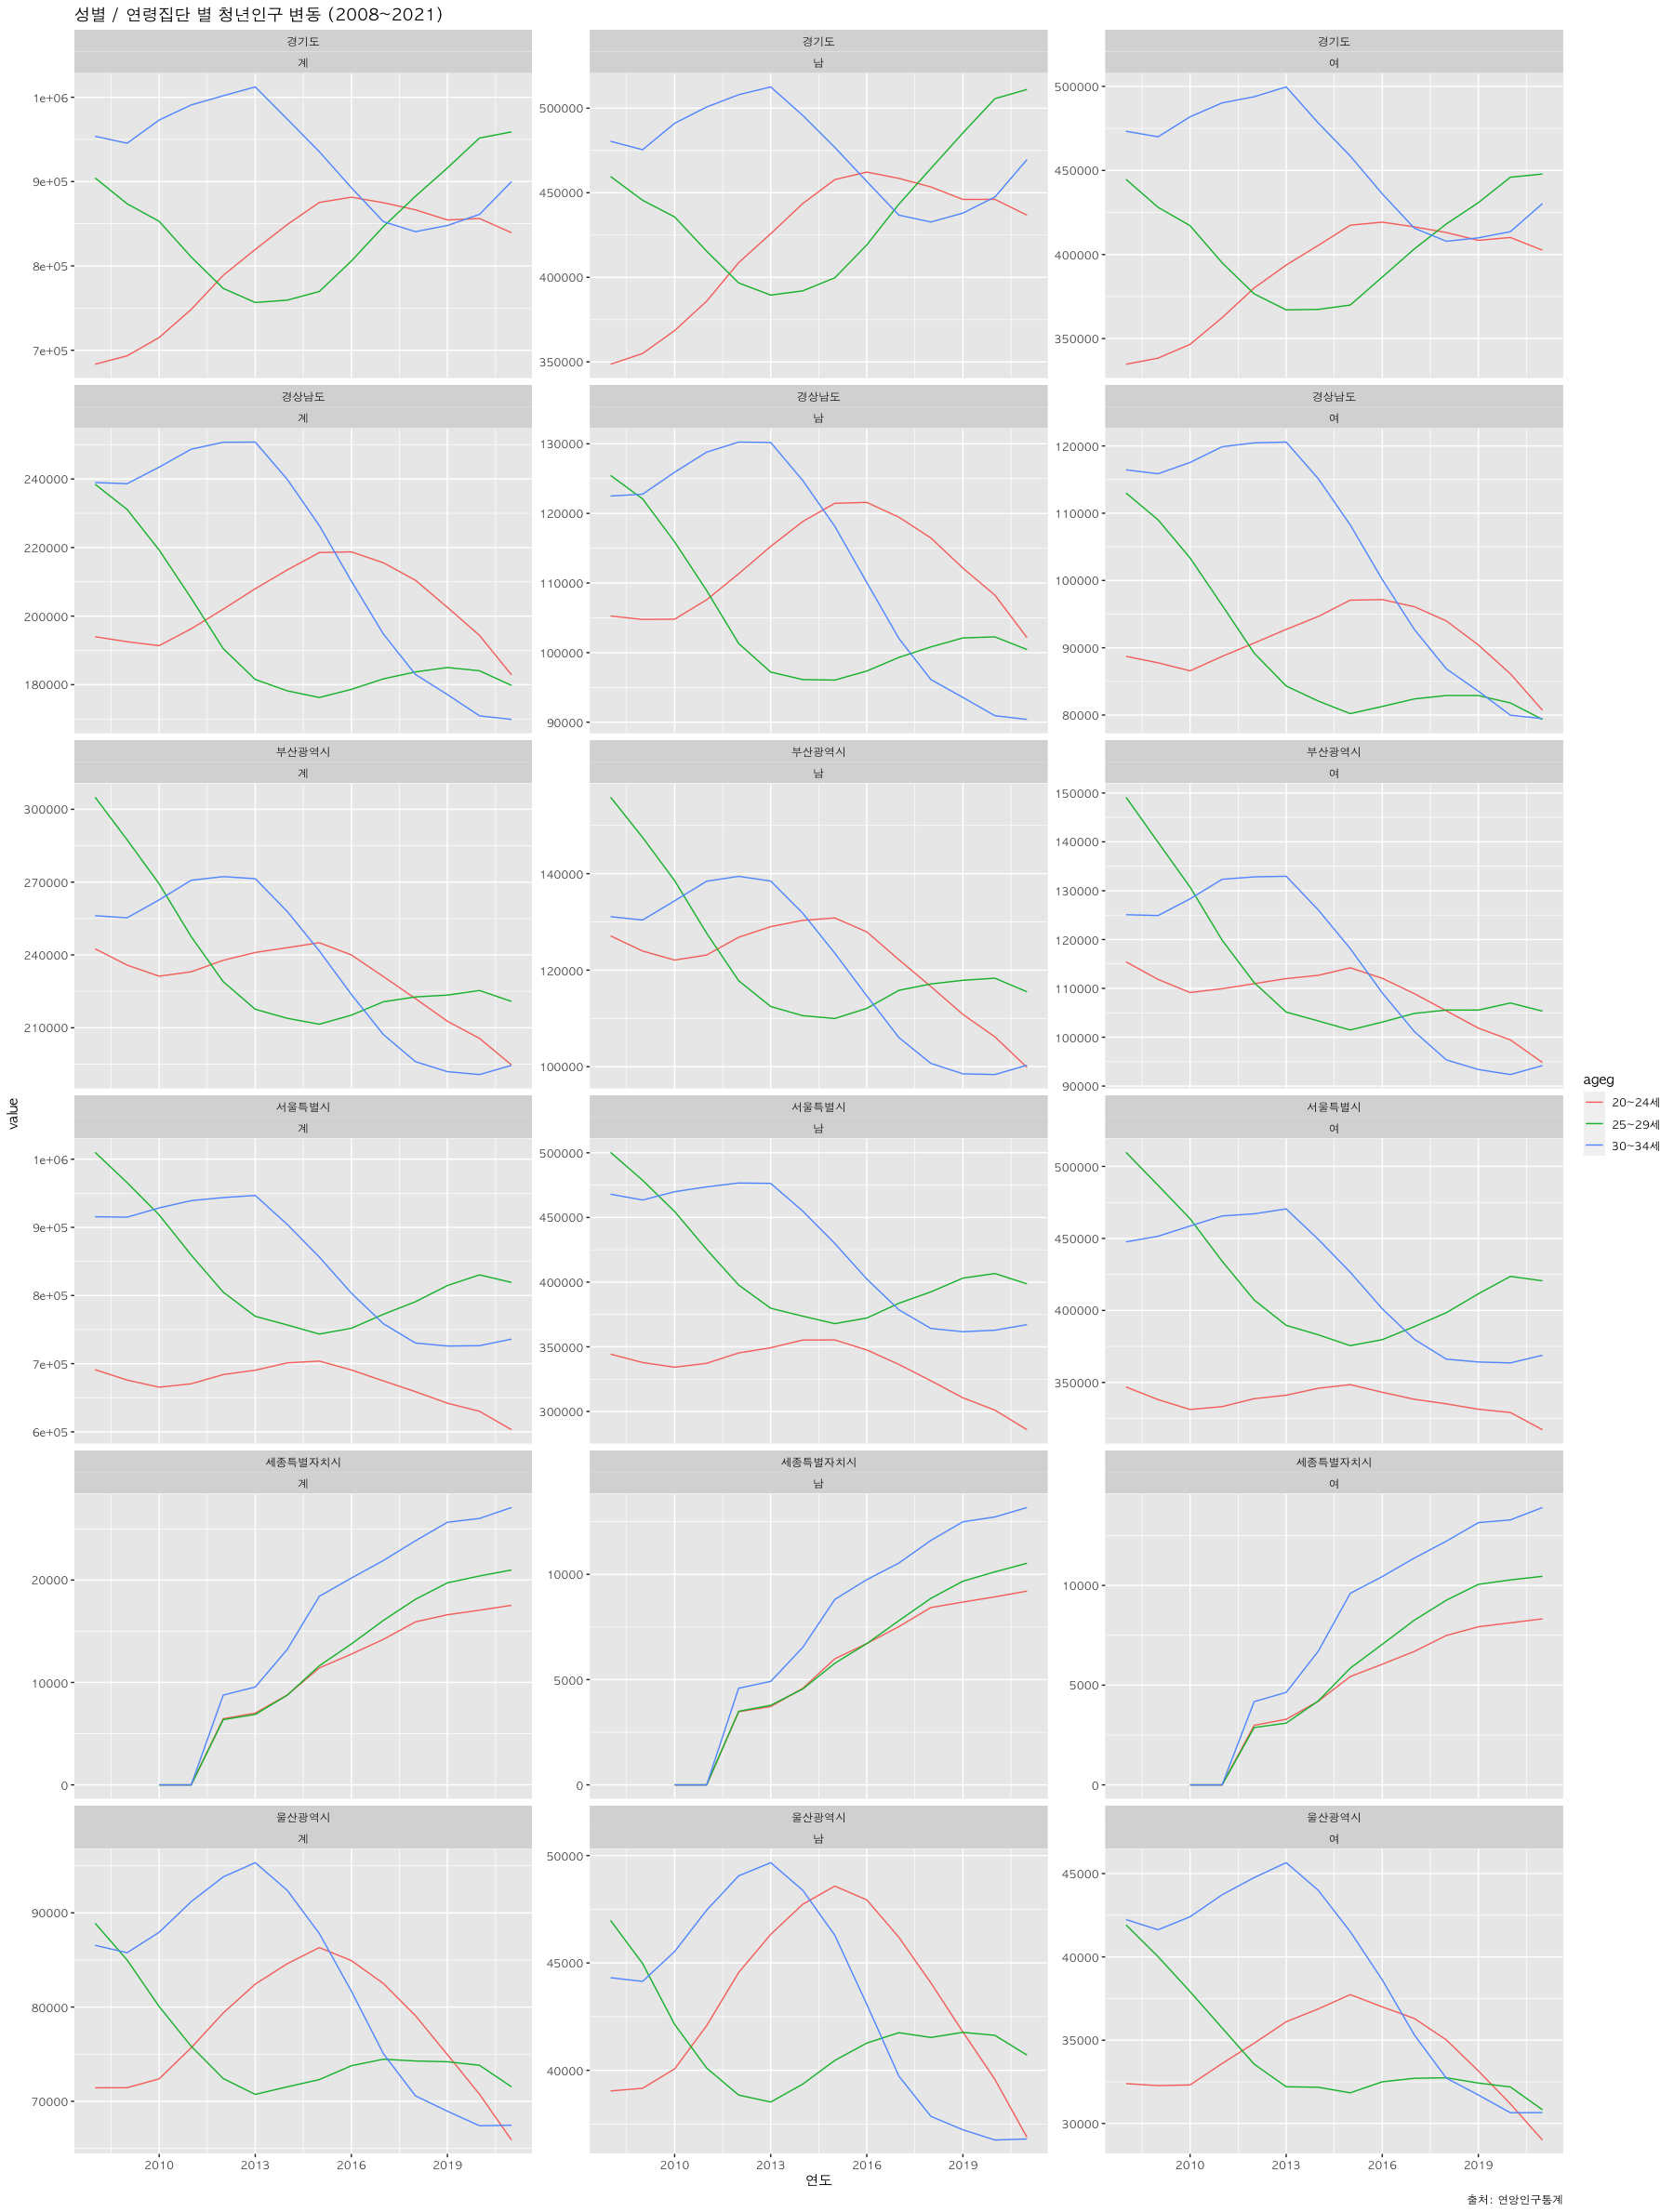 성별 / 연령집단 별 청년인구 변동 (2008~2021)
경기도 경기도 경기도
계 남 여
1e+06
9e+05
8e+05
7e+05
500000
450000
400000
350000
500000
450000
400000
350000
경상남도 경상남도 경상남도
계 남 여
240000
220000
200000
180000
130000
120000
110000
100000
90000
120000
110000
100000
90000
80000
부산광역시 부산광역시 부산광역시
계 남 여
300000
270000
240000
210000
140000
120000
100000
150000
140000
130000
120000
110000
100000
90000
value
ageg
20~24세
25~29세
30~34세
서울특별시 서울특별시 서울특별시
계 남 여
1e+06
9e+05
8e+05
7e+05
6e+05
500000
450000
400000
350000
300000
500000
450000
400000
350000
세종특별자치시 세종특별자치시 세종특별자치시
계 남 여
20000
10000
0
10000
5000
0
10000
5000
0
울산광역시 울산광역시 울산광역시
계 남 여
90000
80000
70000
50000
45000
40000
45000
40000
35000
30000
2010 2013 2016 2019 2010 2013 2016 2019 2010 2013 2016 2019
연도
출처: 연앙인구통계